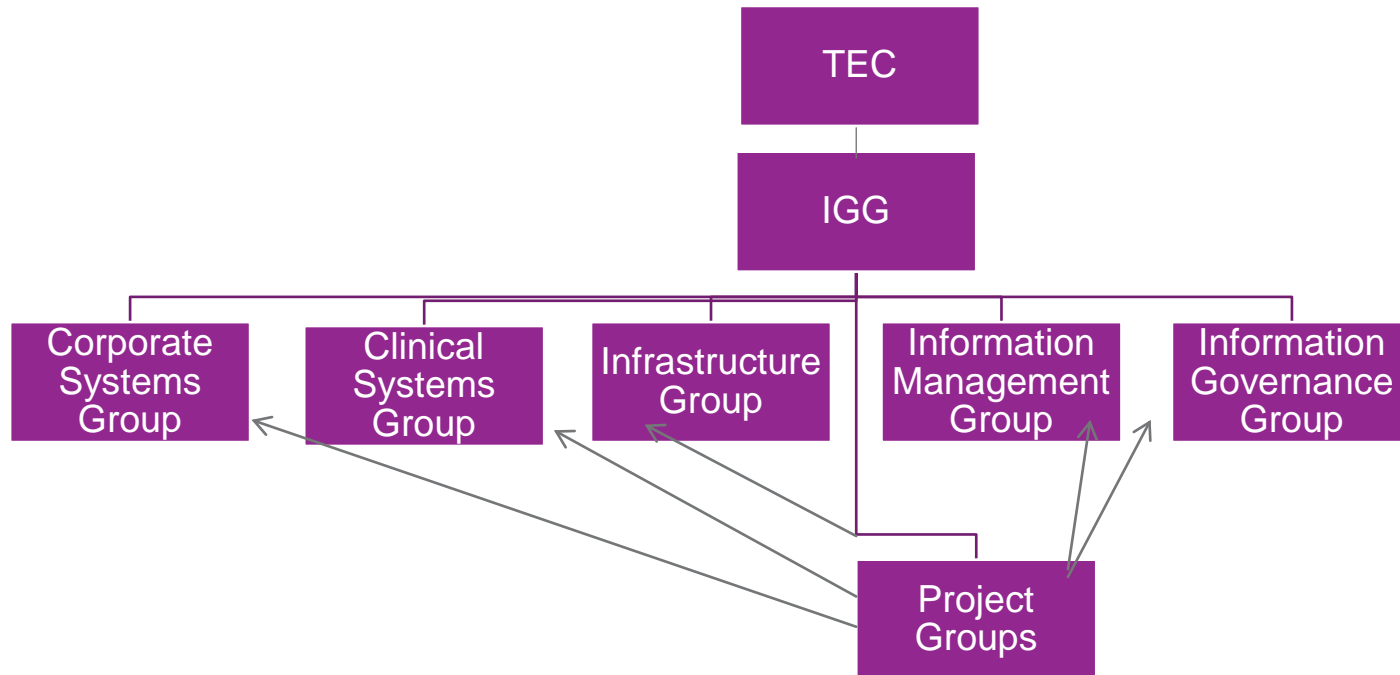 TEC
IGG
Corporate
Systems
Group
Clinical
Systems
Group
Infrastructure
Group
Information
Management
Group
Information
Governance
Group
Project
Groups